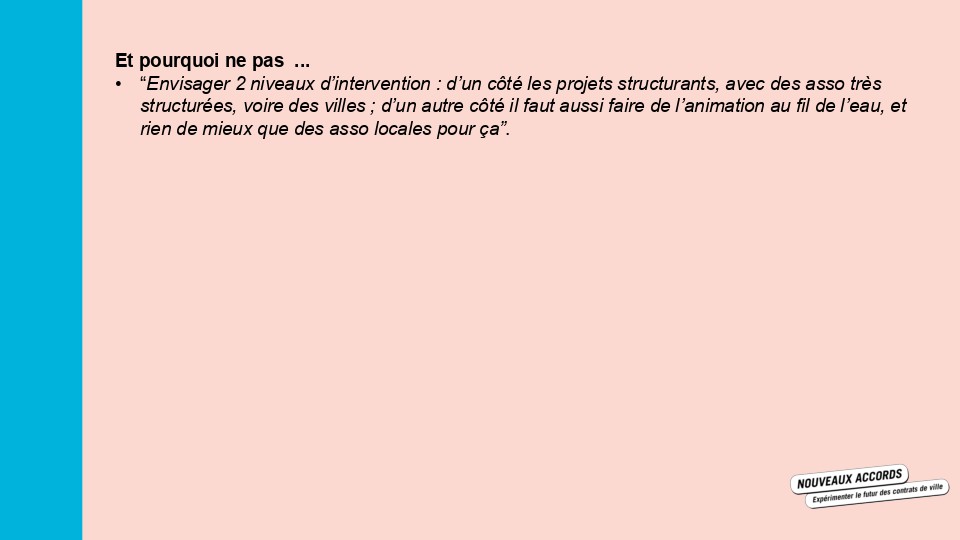 Et pourquoi ne pas ...
• “Envisager 2 niveaux d’intervention : d’un côté les projets structurants, avec des asso très
structurées, voire des villes ; d’un autre côté il faut aussi faire de l’animation au fil de l’eau, et
rien de mieux que des asso locales pour ça”.
NOUVEAUX ACCORDS
Expérimenter le futur des contrats de ville